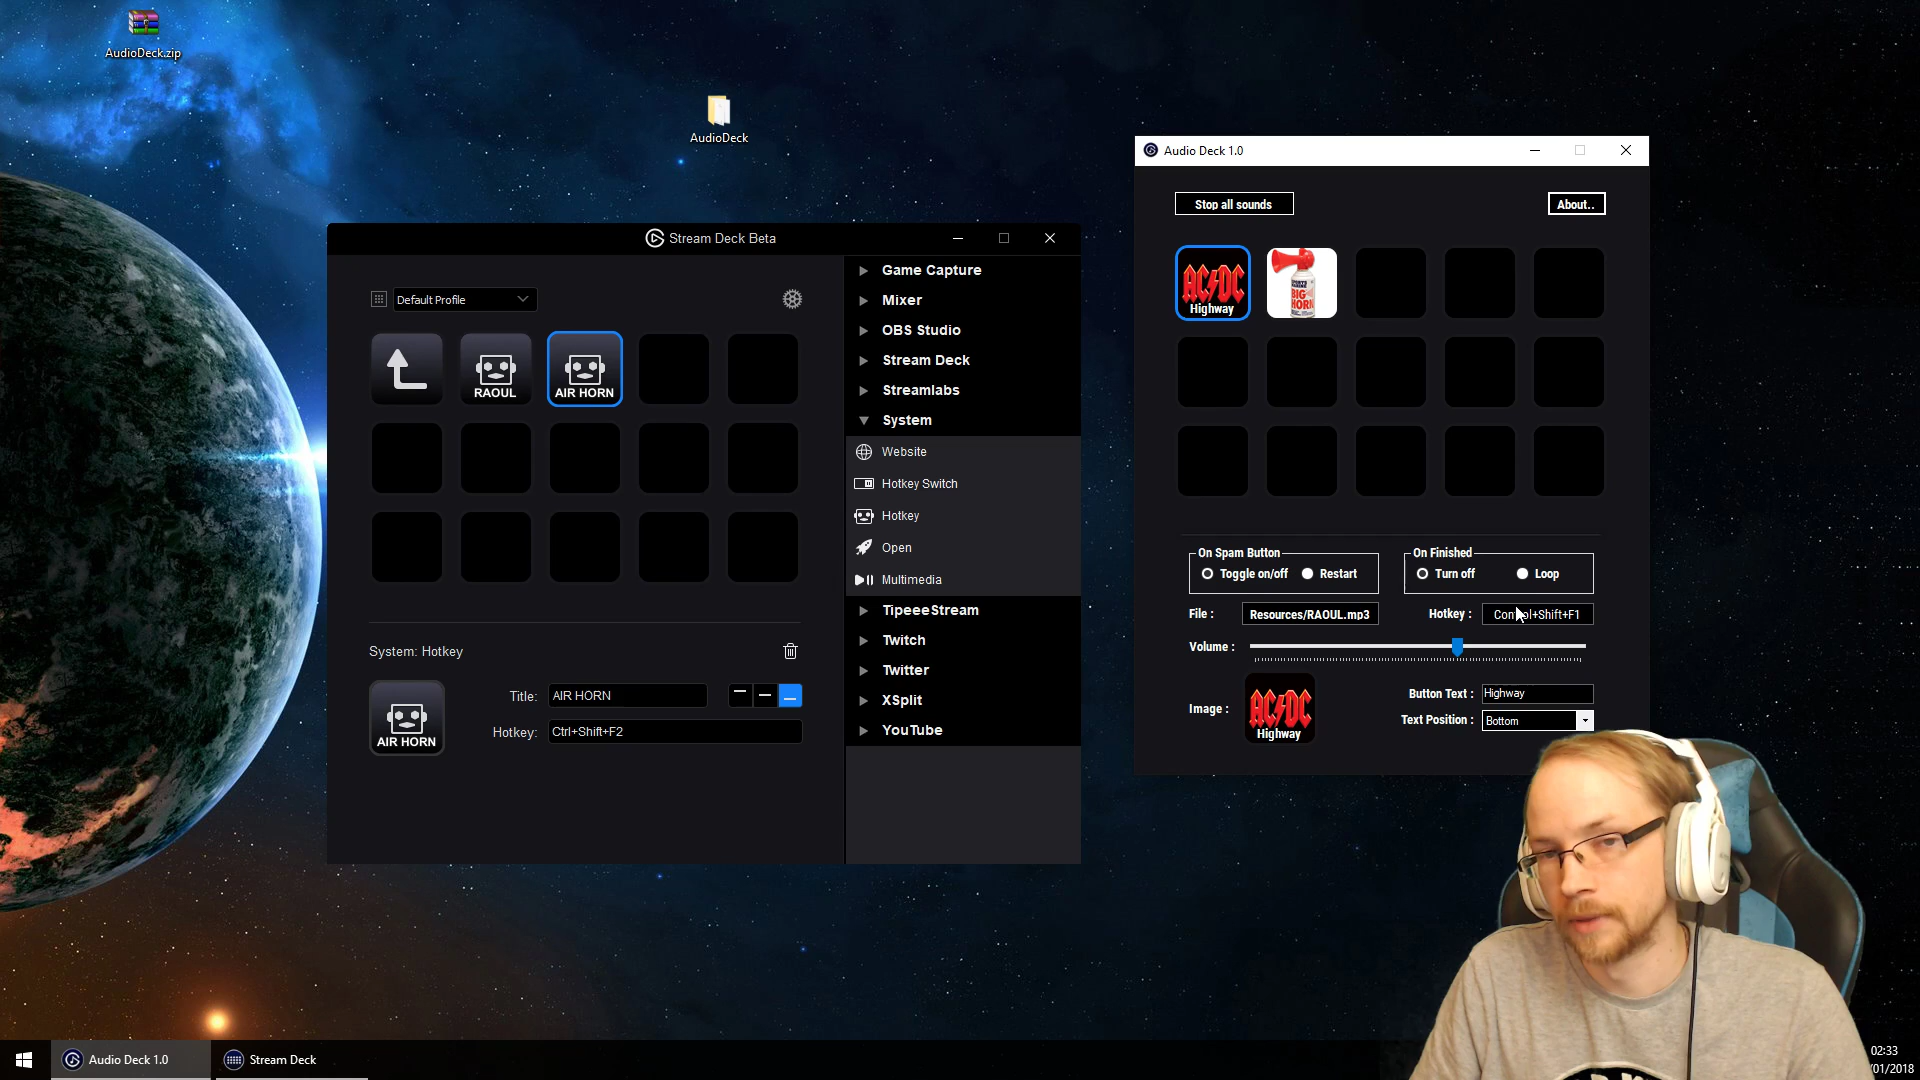 AudioDeck.zip
AudioDeck
Stream Deck Beta
Default Profile
RAOUL
AIR HORN
System: Hotkey
AIR HORN
Title: AIR HORN
Hotkey: Ctrl+Shift+F2
Game Capture
Mixer
OBS Studio
Stream Deck
Streamlabs
System
Website
Hotkey Switch
Hotkey
Open
Multimedia
TipeeeStream
Twitch
Twitter
XSplit
YouTube
Audio Deck 1.0
Stop all sounds
About..
AC/DC
Highway
BIG
HORN
On Spam Button
Toggle on/off Restart
On Finished
Turn off Loop
File : Resources/RAOUL.mp3
Hotkey :
Volume :
Image :
AC/DC
Highway
Button Text : Highway
Text Position : Bottom
Audio Deck 1.0
Stream Deck
02:33
/01/2018